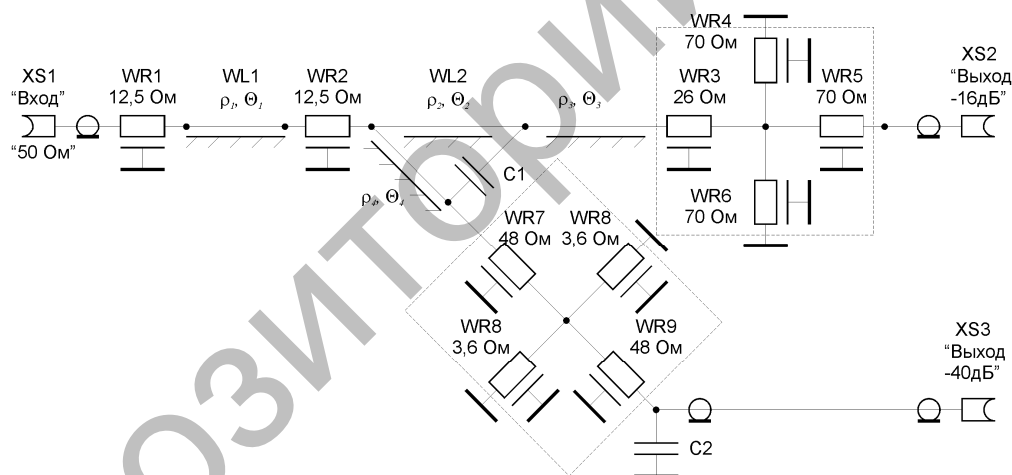 XS1
“Вход”
“50 Ом”
WR1
12,5 Ом
WL1
ρ₁, Θ₁
WR2
12,5 Ом
WL2
ρ₂, Θ₂
ρ₃, Θ₃
WR3
26 Ом
WR4
70 Ом
WR5
70 Ом
WR6
70 Ом
XS2
“Выход
-16дБ”
C1
ρ₄, Θ₄
WR7
48 Ом
WR8
3,6 Ом
WR8
3,6 Ом
WR9
48 Ом
C2
XS3
“Выход
-40дБ”
озитори